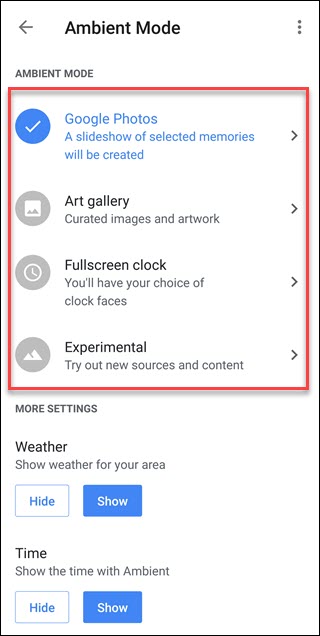 Ambient Mode
AMBIENT MODE
Google Photos
A slideshow of selected memories
will be created
Art gallery
Curated images and artwork
Fullscreen clock
You'll have your choice of
clock faces
Experimental
Try out new sources and content
MORE SETTINGS
Weather
Show weather for your area
Hide Show
Time
Show the time with Ambient
Hide Show